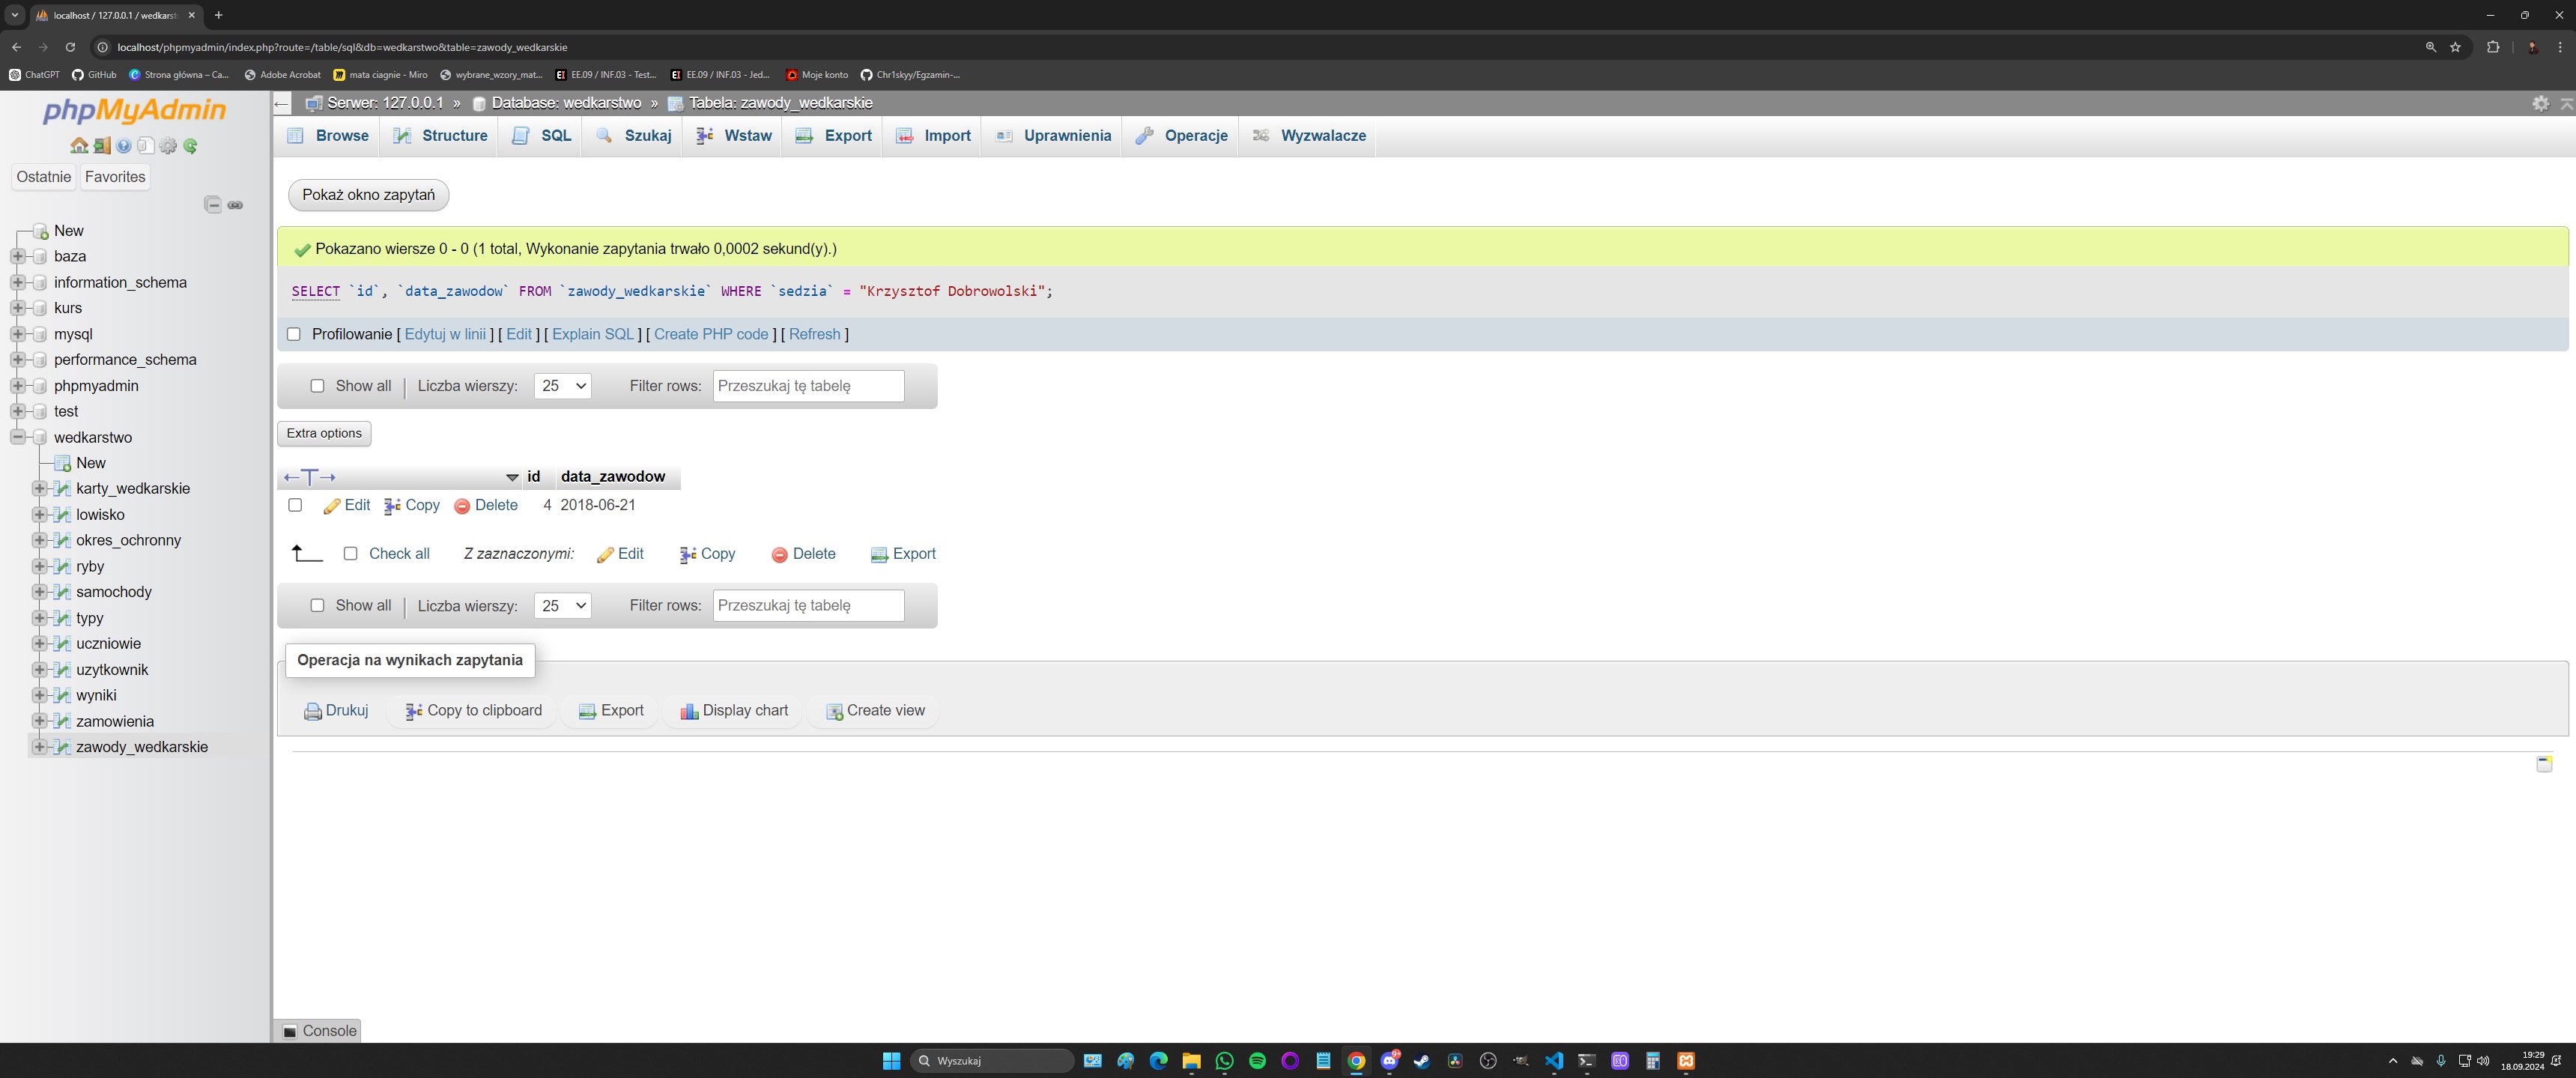 localhost / 127.0.0.1 / wedkarst
localhost/phpmyadmin/index.php?route=/table/sql&db=wedkarstwo&table=zawody_wedkarskie
ChatGPT GitHub Strona główna – Ca... Adobe Acrobat mata ciagnie - Miro wybrane_wzory_mat... EE.09 / INF.03 - Test... EE.09 / INF.03 - Jed... Moje konto Chr1skyy/Egzamin-...
phpMyAdmin
Ostatnie Favorites
New
baza
information_schema
kurs
mysql
performance_schema
phpmyadmin
test
wedkarstwo
New
karty_wedkarskie
lowisko
okres_ochronny
ryby
samochody
typy
uczniowie
uzytkownik
wyniki
zamowienia
zawody_wedkarskie
Serwer: 127.0.0.1 » Database: wedkarstwo » Tabela: zawody_wedkarskie
Browse Structure SQL Szukaj Wstaw Export Import Uprawnienia Operacje Wyzwalacze
Pokaż okno zapytań
Pokazano wiersze 0 - 0 (1 total, Wykonanie zapytania trwało 0,0002 sekund(y).)
SELECT `id`, `data_zawodow` FROM `zawody_wedkarskie` WHERE `sedzia` = "Krzysztof Dobrowolski";
Profilowanie [ Edytuj w linii ] [ Edit ] [ Explain SQL ] [ Create PHP code ] [ Refresh ]
Show all | Liczba wierszy: 25 Filter rows: Przeszukaj tę tabelę
Extra options
id data_zawodow
Edit Copy Delete 4 2018-06-21
Check all Z zaznaczonymi: Edit Copy Delete Export
Show all | Liczba wierszy: 25 Filter rows: Przeszukaj tę tabelę
Operacja na wynikach zapytania
Drukuj Copy to clipboard Export Display chart Create view
Console
Wyszukaj
9+
19:29
18.09.2024